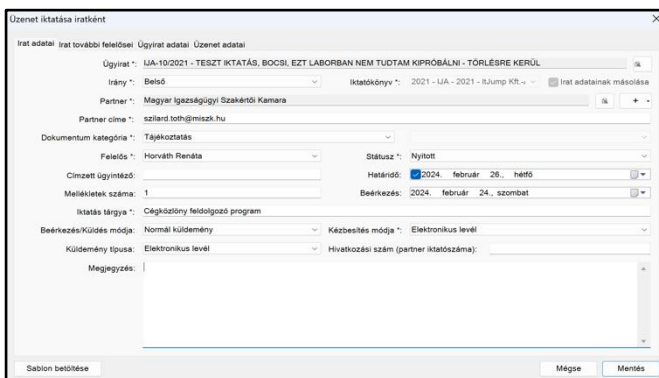 Üzenet iktatása iratként
Irat adatai Irat további felelősei Ügyirat adatai Üzenet adatai
Ügyirat *: IJA-10/2021 - TESZT IKTATÁS, BOCSI, EZT LABORBAN NEM TUDTAM KIPRÓBÁLNI - TÖRLÉSRE KERÜL
Irány *: Belső Iktatókönyv *: 2021 - IJA - 2021 - ItJump Kft. Irat adatainak másolása
Partner *: Magyar Igazságügyi Szakértői Kamara
Partner címe *: szilard.toth@miszk.hu
Dokumentum kategória *: Tájékoztatás
Felelős *: Horváth Renáta Státusz *: Nyitott
Címzett ügyintéző: Határidő: 2024. február 26., hétfő
Mellékletek száma: 1 Beérkezés: 2024. február 24., szombat
Iktatás tárgya *: Cégközlöny feldolgozó program
Beérkezés/Küldés módja: Normál küldemény Kézbesítés módja *: Elektronikus levél
Küldemény típusa: Elektronikus levél Hivatkozási szám (partner iktatószáma):
Megjegyzés:
Sablon betöltése Mégse Mentés